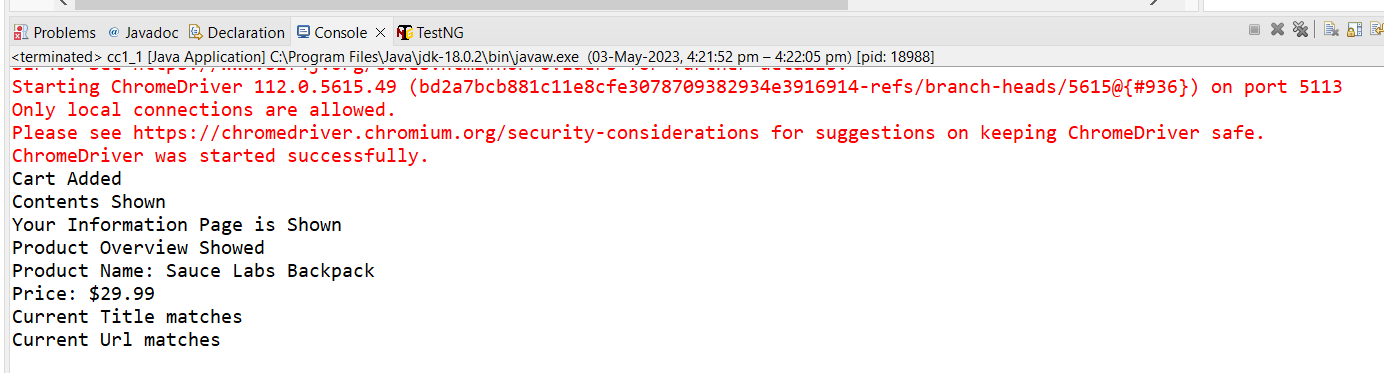 Problems @ Javadoc Declaration Console TestNG
<terminated> cc1_1 [Java Application] C:\Program Files\Java\jdk-18.0.2\bin\javaw.exe (03-May-2023, 4:21:52 pm – 4:22:05 pm) [pid: 18988]
Starting ChromeDriver 112.0.5615.49 (bd2a7bcb881c11e8cfe3078709382934e3916914-refs/branch-heads/5615@{#936}) on port 5113
Only local connections are allowed.
Please see https://chromedriver.chromium.org/security-considerations for suggestions on keeping ChromeDriver safe.
ChromeDriver was started successfully.
Cart Added
Contents Shown
Your Information Page is Shown
Product Overview Showed
Product Name: Sauce Labs Backpack
Price: $29.99
Current Title matches
Current Url matches